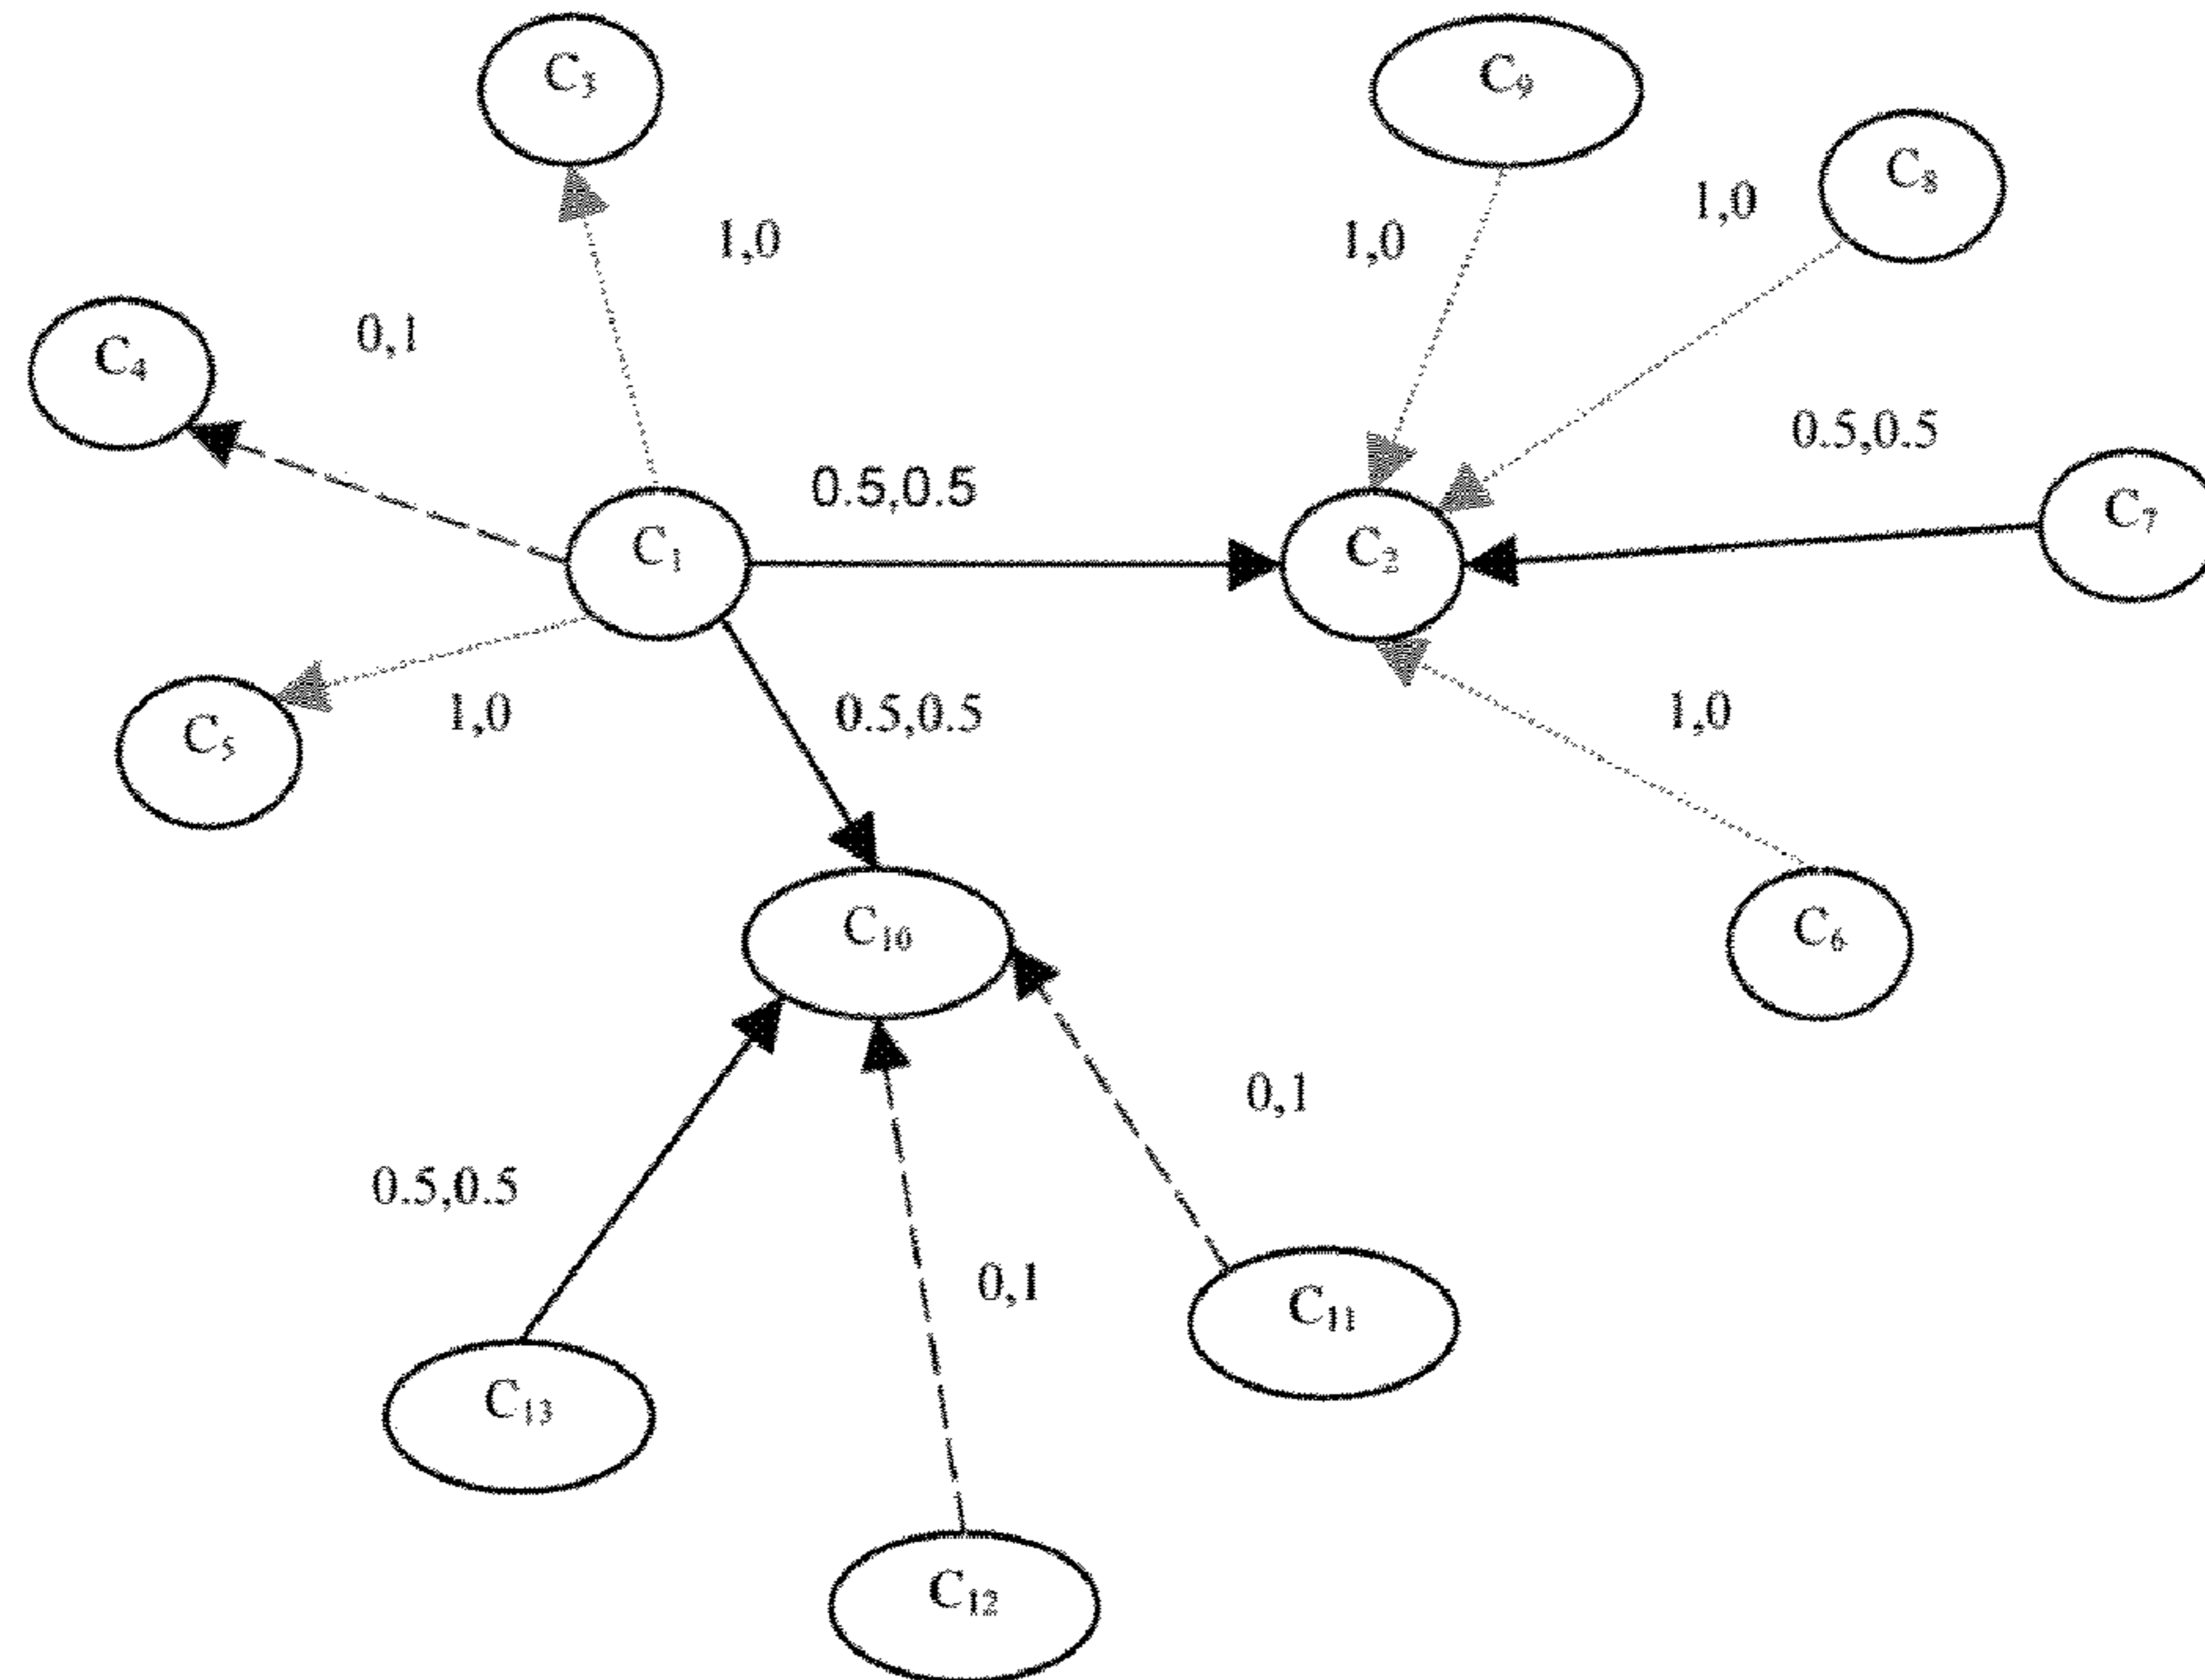 C₃
C₉
C₈
1,0
1,0
1,0
0,1
C₄
0.5,0.5
0.5,0.5
C₁
C₂
C₇
1,0
0.5,0.5
1,0
C₅
C₁₀
C₆
0,1
0.5,0.5
0,1
C₁₁
C₁₃
C₁₂